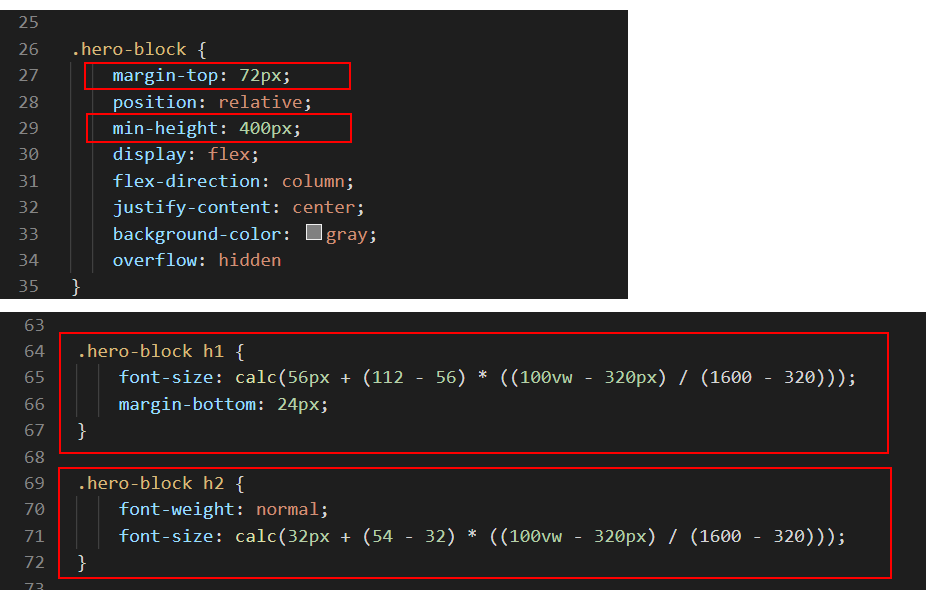 25
26 .hero-block {
27 margin-top: 72px;
28 position: relative;
29 min-height: 400px;
30 display: flex;
31 flex-direction: column;
32 justify-content: center;
33 background-color: gray;
34 overflow: hidden
35 }
63
64 .hero-block h1 {
65 font-size: calc(56px + (112 - 56) * ((100vw - 320px) / (1600 - 320)));
66 margin-bottom: 24px;
67 }
68
69 .hero-block h2 {
70 font-weight: normal;
71 font-size: calc(32px + (54 - 32) * ((100vw - 320px) / (1600 - 320)));
72 }
73